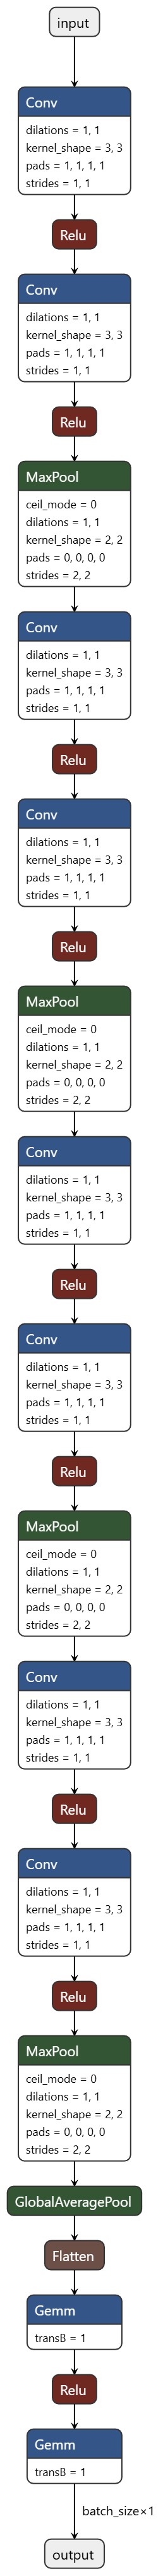 input
Conv
dilations = 1, 1
kernel_shape = 3, 3
pads = 1, 1, 1, 1
strides = 1, 1
Relu
Conv
dilations = 1, 1
kernel_shape = 3, 3
pads = 1, 1, 1, 1
strides = 1, 1
Relu
MaxPool
ceil_mode = 0
dilations = 1, 1
kernel_shape = 2, 2
pads = 0, 0, 0, 0
strides = 2, 2
Conv
dilations = 1, 1
kernel_shape = 3, 3
pads = 1, 1, 1, 1
strides = 1, 1
Relu
Conv
dilations = 1, 1
kernel_shape = 3, 3
pads = 1, 1, 1, 1
strides = 1, 1
Relu
MaxPool
ceil_mode = 0
dilations = 1, 1
kernel_shape = 2, 2
pads = 0, 0, 0, 0
strides = 2, 2
Conv
dilations = 1, 1
kernel_shape = 3, 3
pads = 1, 1, 1, 1
strides = 1, 1
Relu
Conv
dilations = 1, 1
kernel_shape = 3, 3
pads = 1, 1, 1, 1
strides = 1, 1
Relu
MaxPool
ceil_mode = 0
dilations = 1, 1
kernel_shape = 2, 2
pads = 0, 0, 0, 0
strides = 2, 2
Conv
dilations = 1, 1
kernel_shape = 3, 3
pads = 1, 1, 1, 1
strides = 1, 1
Relu
Conv
dilations = 1, 1
kernel_shape = 3, 3
pads = 1, 1, 1, 1
strides = 1, 1
Relu
MaxPool
ceil_mode = 0
dilations = 1, 1
kernel_shape = 2, 2
pads = 0, 0, 0, 0
strides = 2, 2
GlobalAveragePool
Flatten
Gemm
transB = 1
Relu
Gemm
transB = 1
batch_size×1
output